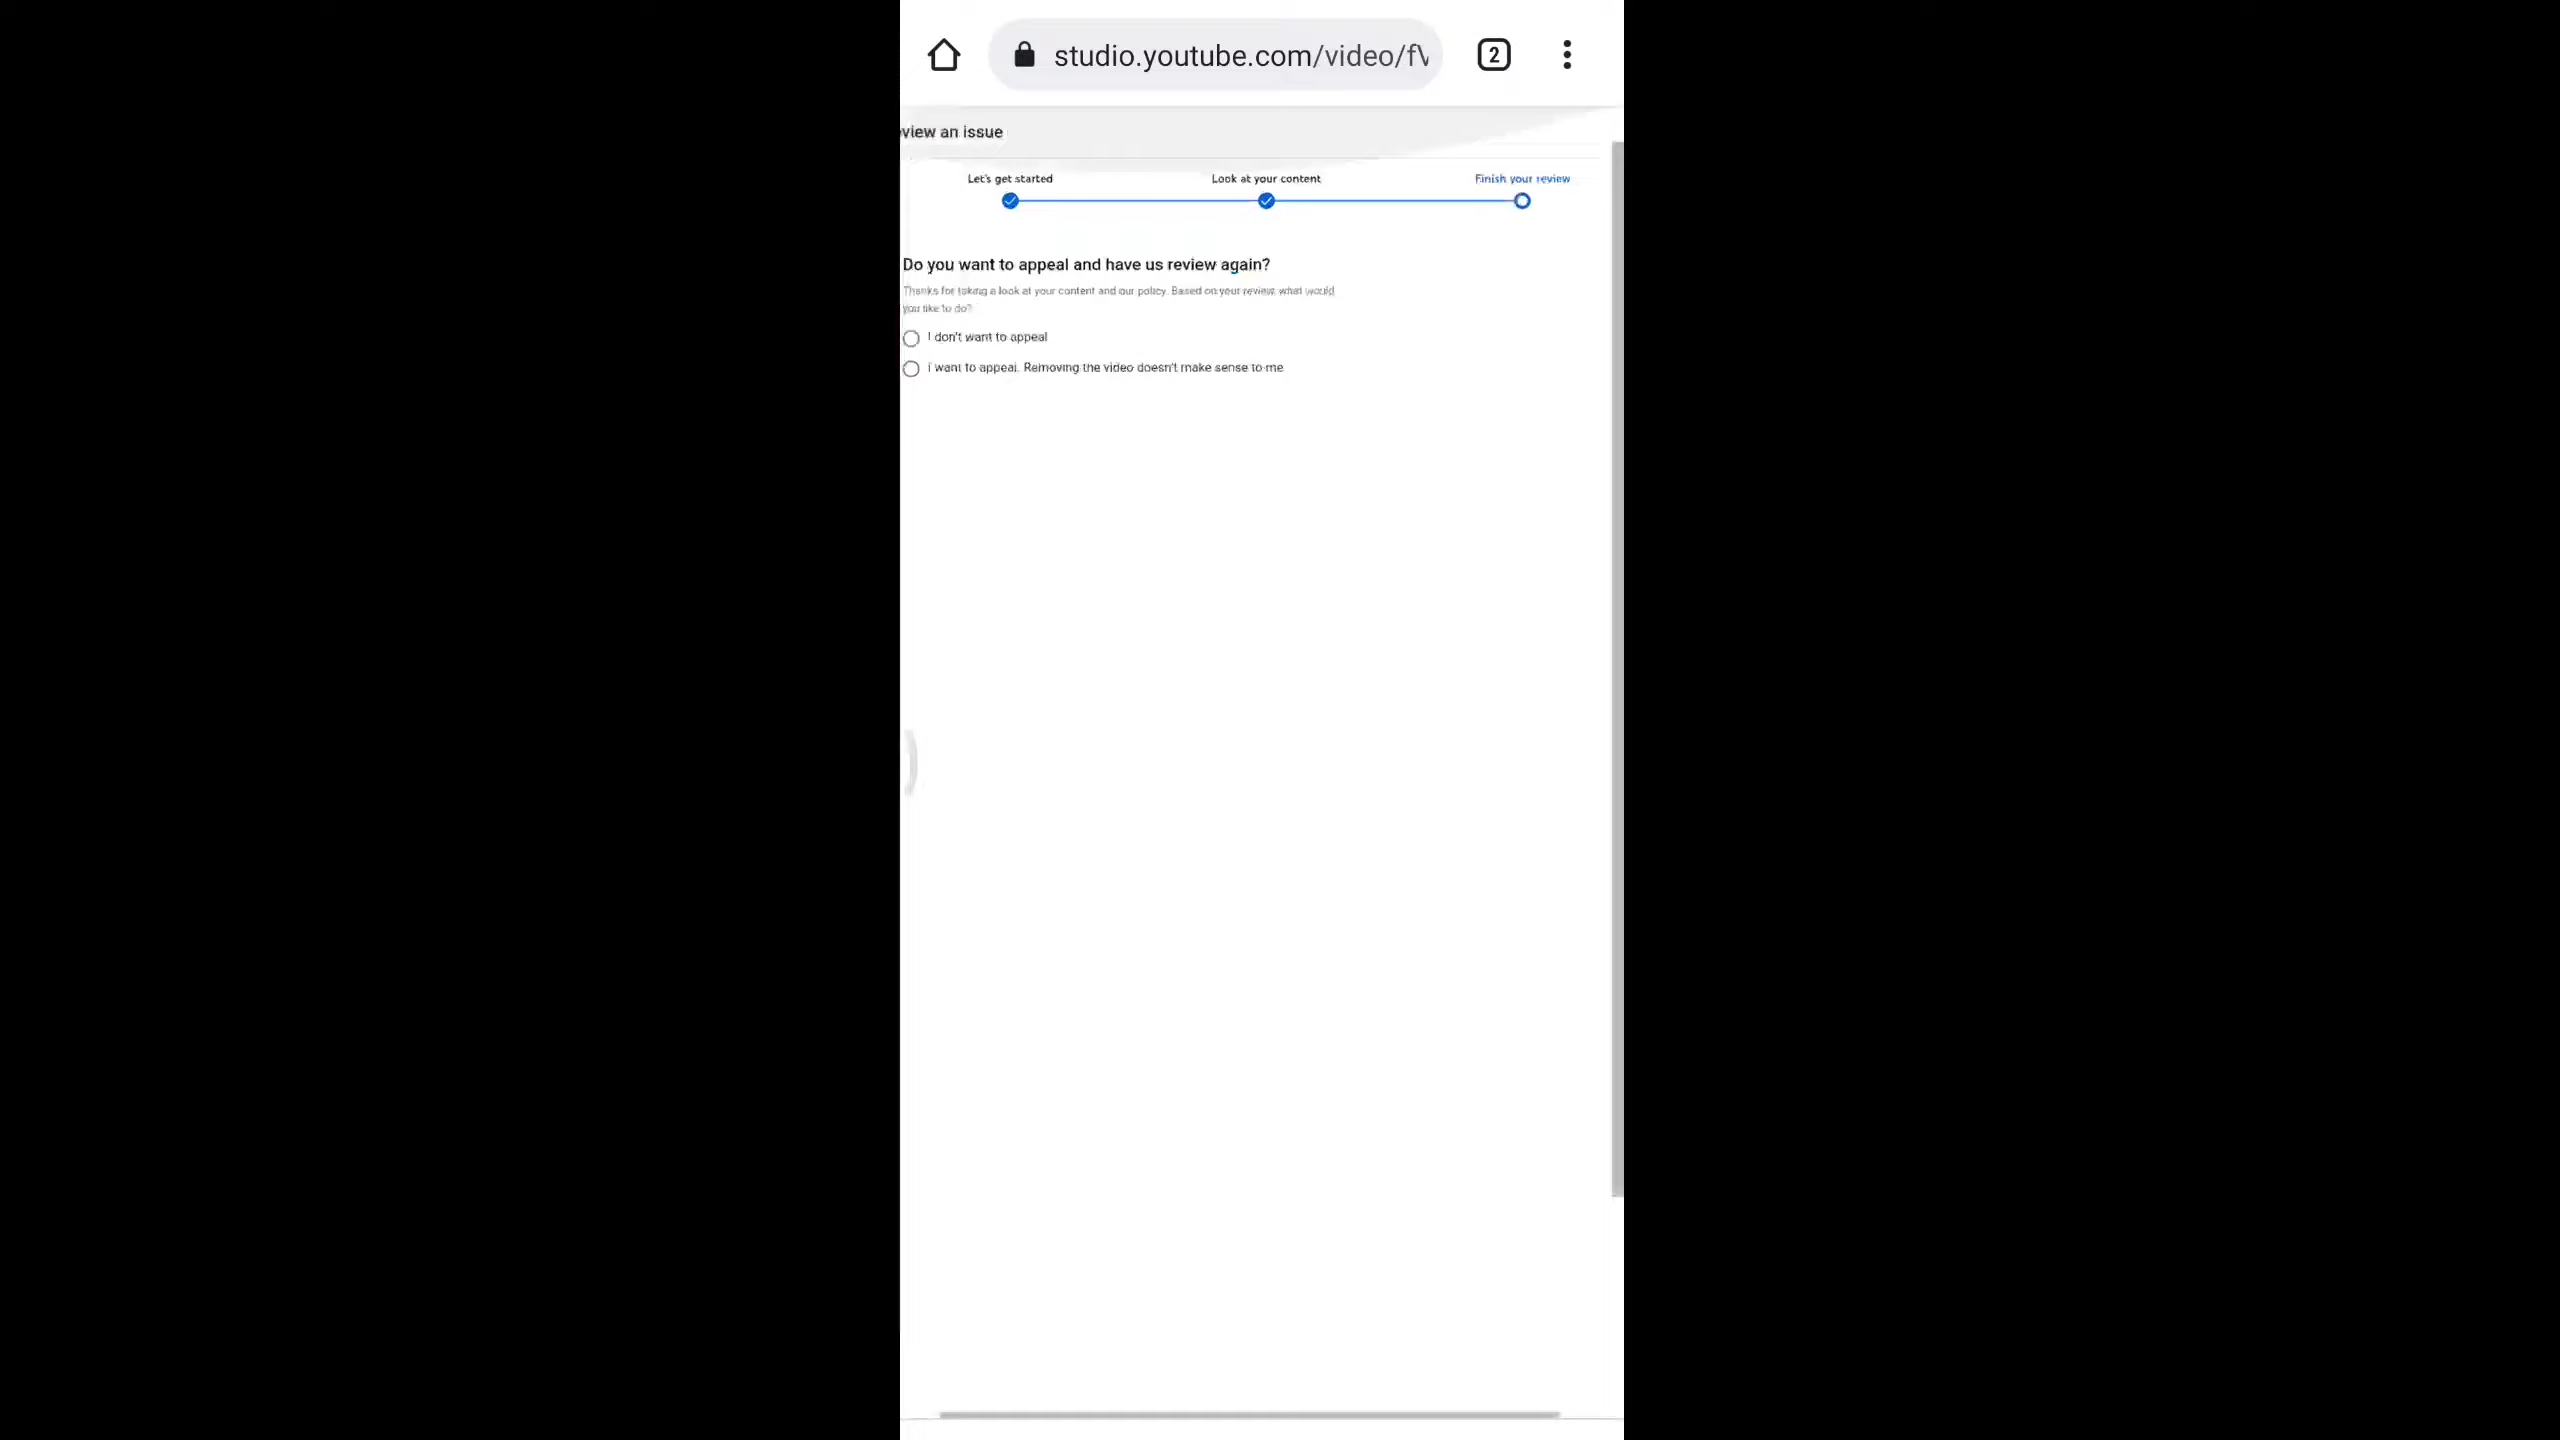 studio.youtube.com/video/f
2
view an issue
Let's get started
Look at your content
Finish your review
Do you want to appeal and have us review again?
Thanks for taking a look at your content and our policy. Based on your review, what would
you like to do?
I don't want to appeal
I want to appeal. Removing the video doesn't make sense to me